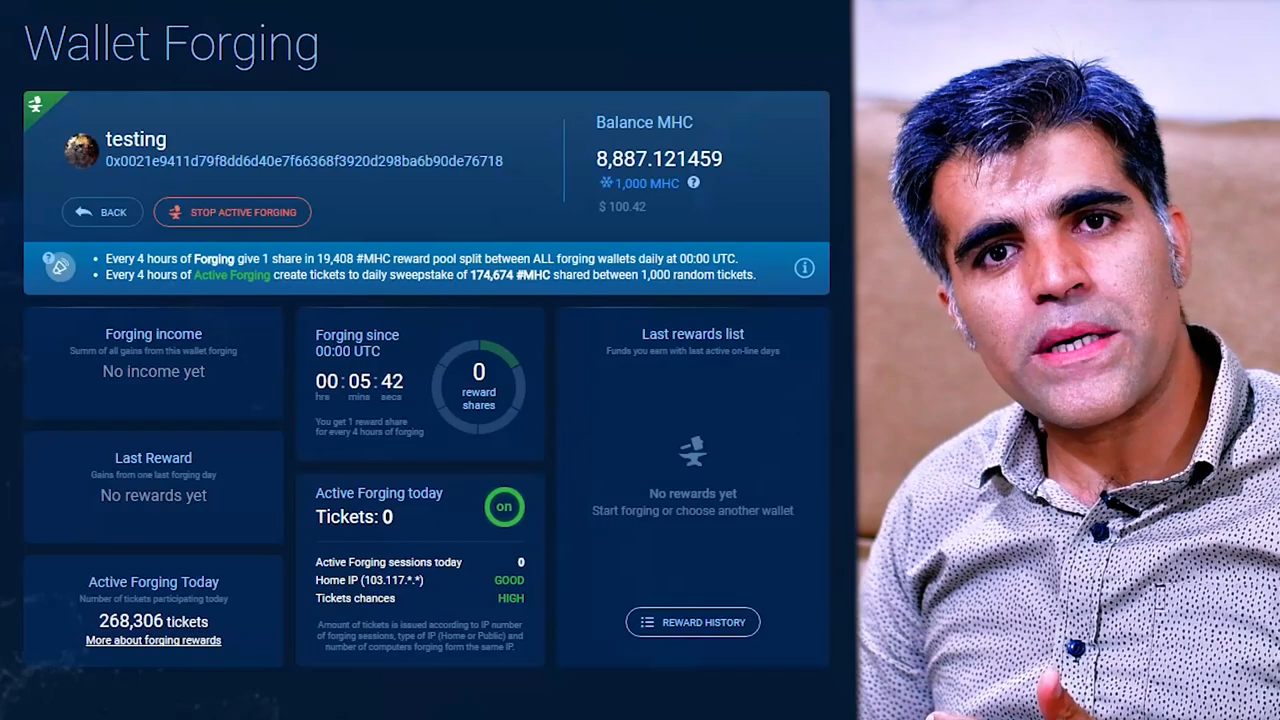 Wallet Forging
testing
0x0021e9411d79f8dd6d40e7f66368f3920d298ba6b90de76718
BACK
STOP ACTIVE FORGING
Balance MHC
8,887.121459
1,000 MHC ?
$ 100.42
• Every 4 hours of Forging give 1 share in 19,408 #MHC reward pool split between ALL forging wallets daily at 00:00 UTC.
• Every 4 hours of Active Forging create tickets to daily sweepstake of 174,674 #MHC shared between 1,000 random tickets.
Forging income
Summ of all gains from this wallet forging
No income yet
Last Reward
Gains from one last forging day
No rewards yet
Active Forging Today
Number of tickets participating today
268,306 tickets
More about forging rewards
Forging since
00:00 UTC
00 : 05 : 42
hrs mins secs
0
reward
shares
You get 1 reward share
for every 4 hours of forging
Active Forging today
Tickets: 0
on
Active Forging sessions today 0
Home IP (103.117.*.*) GOOD
Tickets chances HIGH
Amount of tickets is issued according to IP number
of forging sessions, type of IP (Home or Public) and
number of computers forging form the same IP.
Last rewards list
Funds you earn with last active on-line days
No rewards yet
Start forging or choose another wallet
REWARD HISTORY